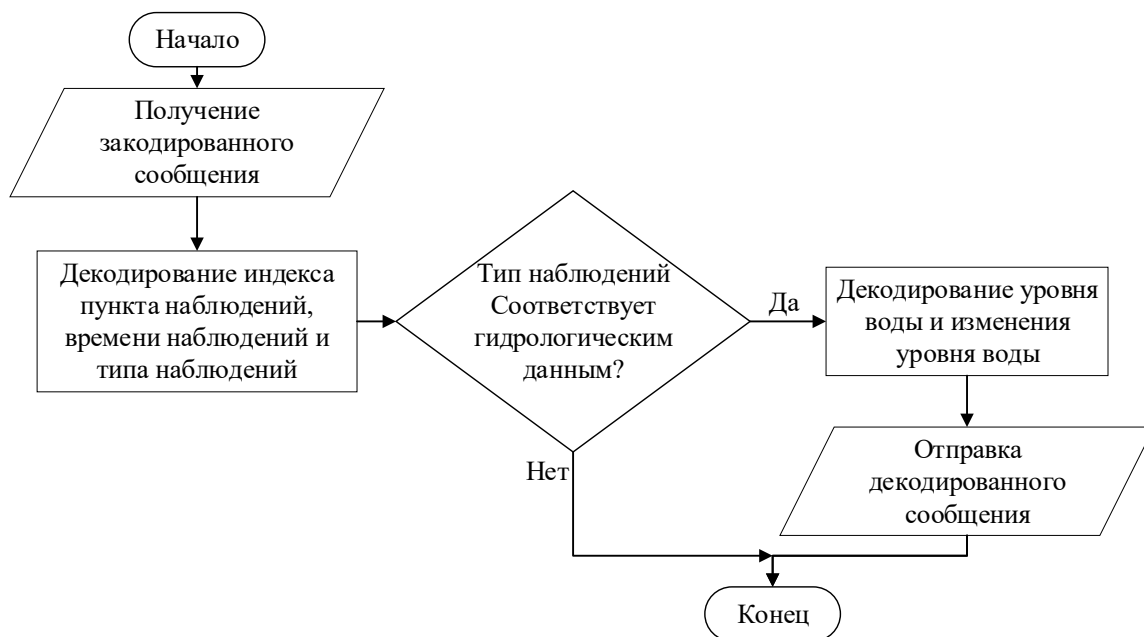 Начало
Получение
закодированного
сообщения
Декодирование индекса
пункта наблюдений,
времени наблюдений и
типа наблюдений
Тип наблюдений
Соответствует
гидрологическим
данным?
Да
Декодирование уровня
воды и изменения
уровня воды
Нет
Отправка
декодированного
сообщения
Конец